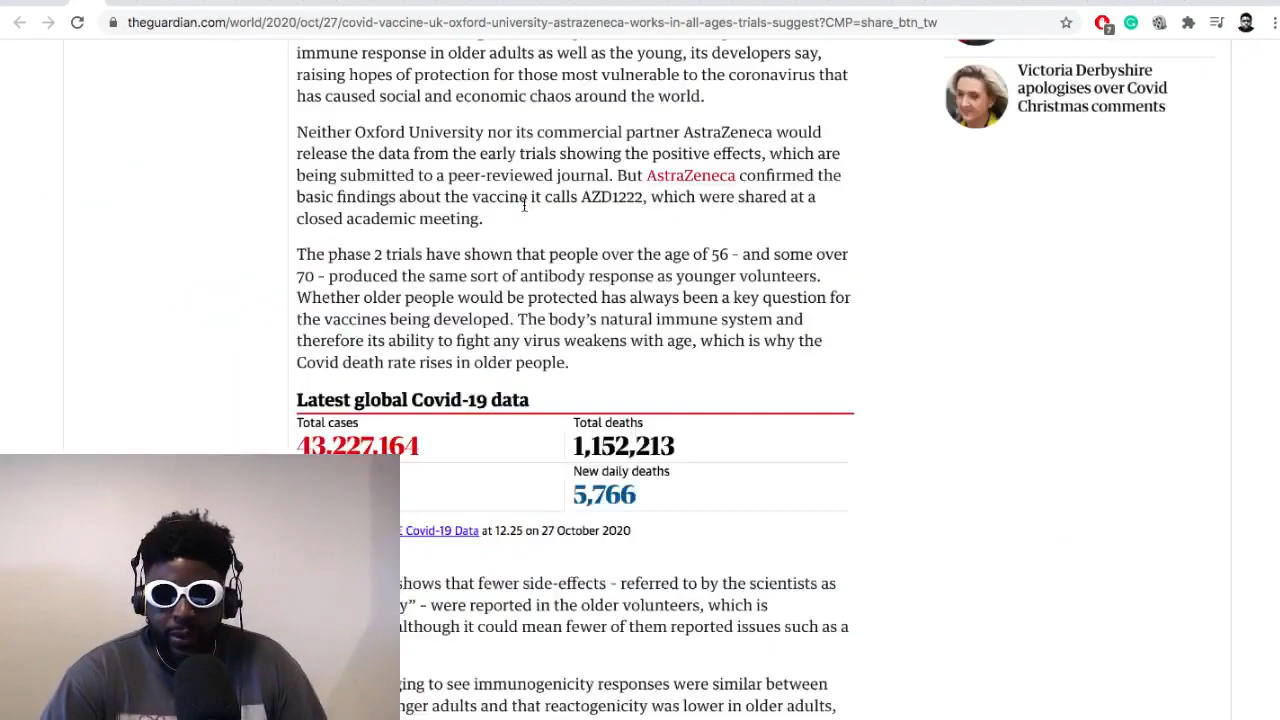 theguardian.com/world/2020/oct/27/covid-vaccine-uk-oxford-university-astrazeneca-works-in-all-ages-trials-suggest?CMP=share_btn_tw
7
immune response in older adults as well as the young, its developers say,
raising hopes of protection for those most vulnerable to the coronavirus that
has caused social and economic chaos around the world.
Neither Oxford University nor its commercial partner AstraZeneca would
release the data from the early trials showing the positive effects, which are
being submitted to a peer-reviewed journal. But AstraZeneca confirmed the
basic findings about the vaccine it calls AZD1222, which were shared at a
closed academic meeting.
The phase 2 trials have shown that people over the age of 56 – and some over
70 – produced the same sort of antibody response as younger volunteers.
Whether older people would be protected has always been a key question for
the vaccines being developed. The body’s natural immune system and
therefore its ability to fight any virus weakens with age, which is why the
Covid death rate rises in older people.
Latest global Covid-19 data
Total cases
43,227,164
Total deaths
1,152,213
New daily deaths
5,766
E Covid-19 Data at 12.25 on 27 October 2020
shows that fewer side-effects – referred to by the scientists as
y” – were reported in the older volunteers, which is
although it could mean fewer of them reported issues such as a
ging to see immunogenicity responses were similar between
nger adults and that reactogenicity was lower in older adults,
Victoria Derbyshire
apologises over Covid
Christmas comments